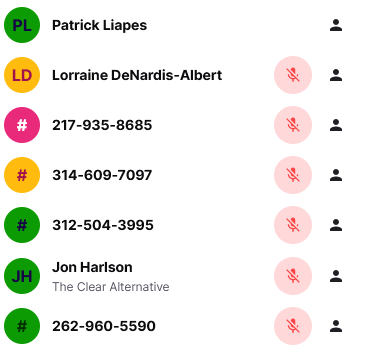 PL Patrick Liapes
LD Lorraine DeNardis-Albert
# 217-935-8685
# 314-609-7097
# 312-504-3995
JH Jon Harlson
The Clear Alternative
# 262-960-5590